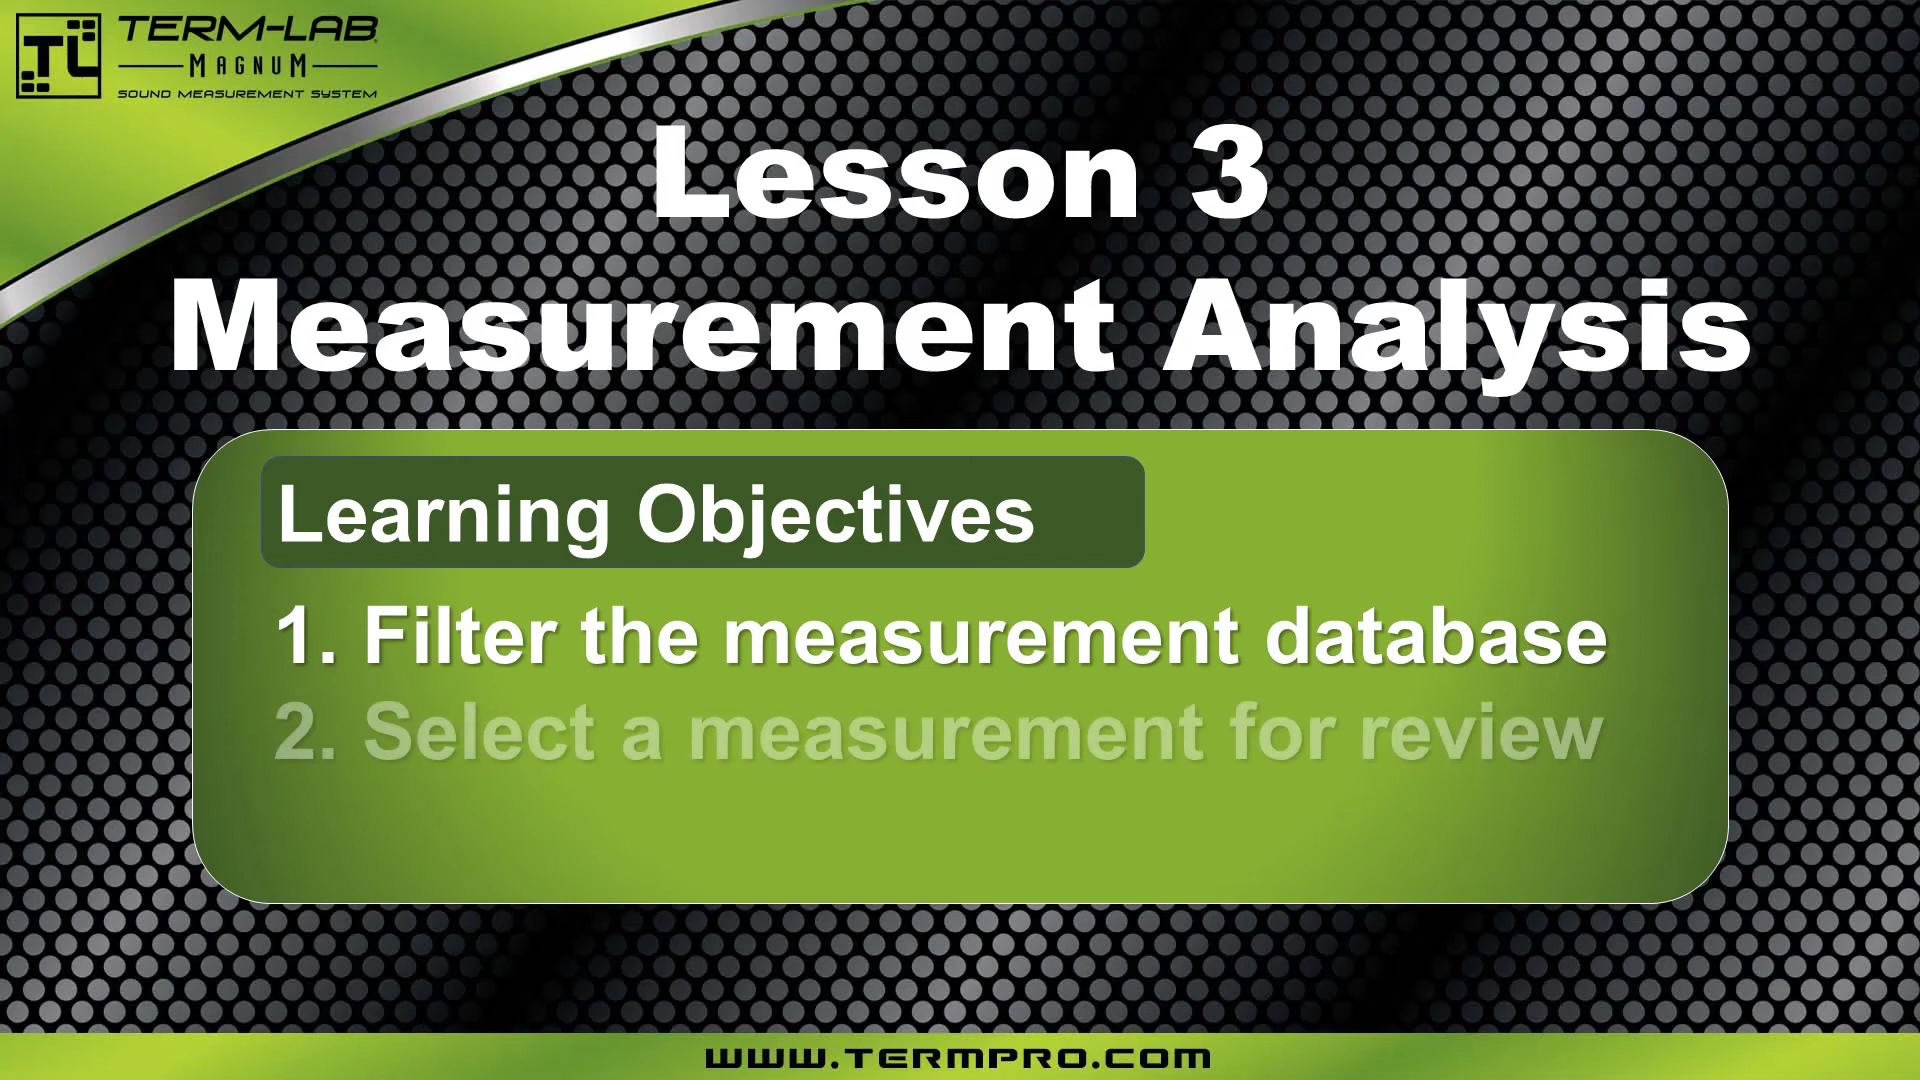 TL
TERM-LAB
MAGNUM
SOUND MEASUREMENT SYSTEM
Lesson 3
Measurement Analysis
Learning Objectives
1. Filter the measurement database
2. Select a measurement for review
WWW.TERMPRO.COM